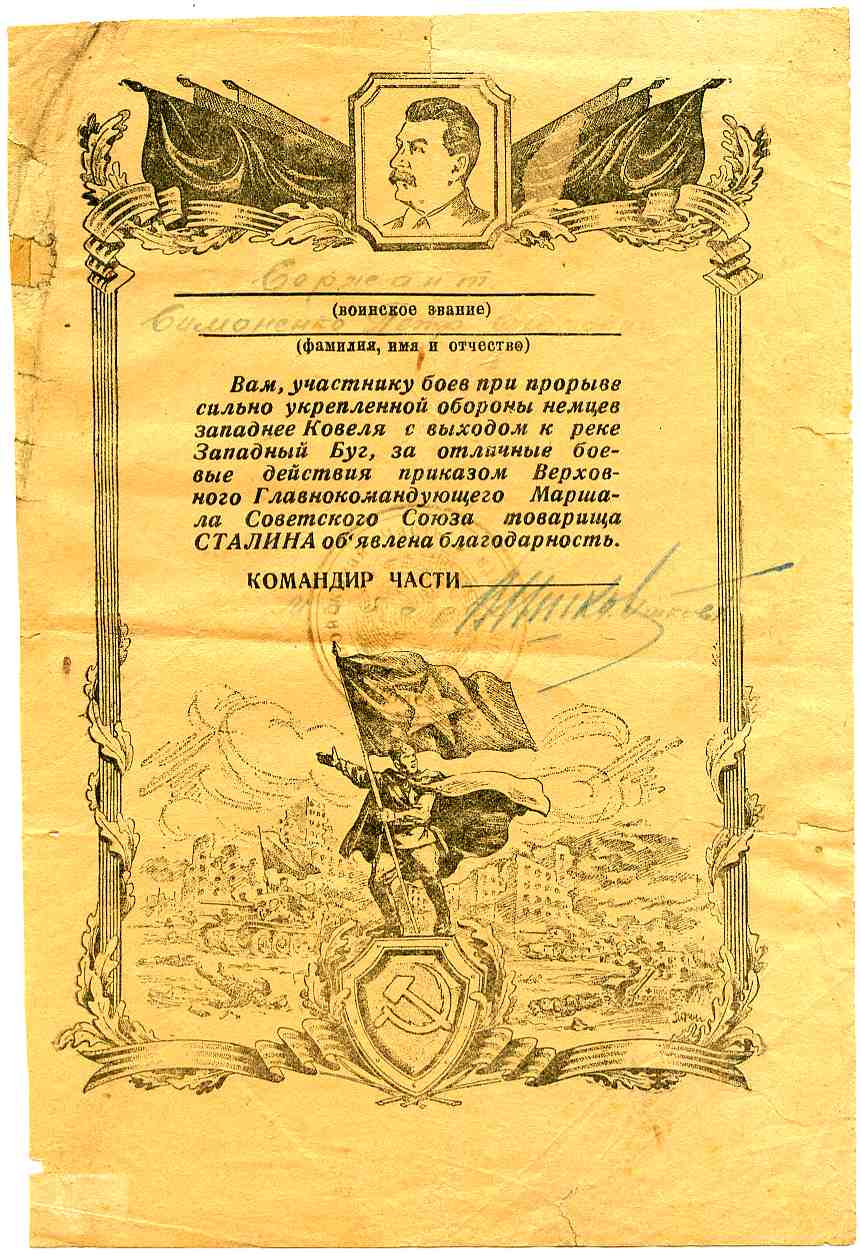 Сержант
(воинское звание)
Симоненко
(фамилия, имя и отчество)
Вам, участнику боев при прорыве
сильно укрепленной обороны немцев
западнее Ковеля с выходом к реке
Западный Буг, за отличные бое-
вые действия приказом Верхов-
ного Главнокомандующего Марша-
ла Советского Союза товарища
СТАЛИНА об‘явлена благодарность.
КОМАНДИР ЧАСТИ